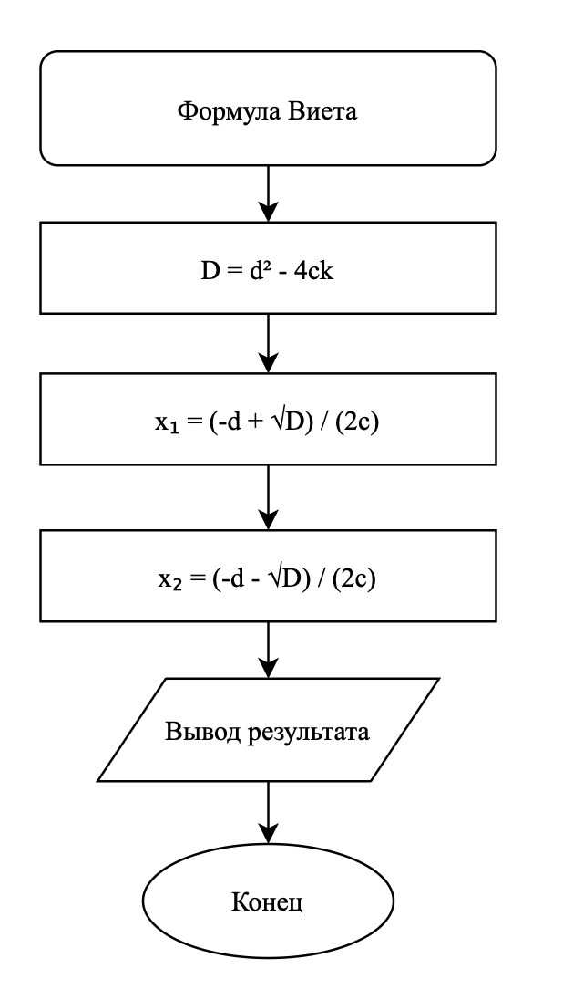 Формула Виета
D = d² - 4ck
x₁ = (-d + √D) / (2c)
x₂ = (-d - √D) / (2c)
Вывод результата
Конец